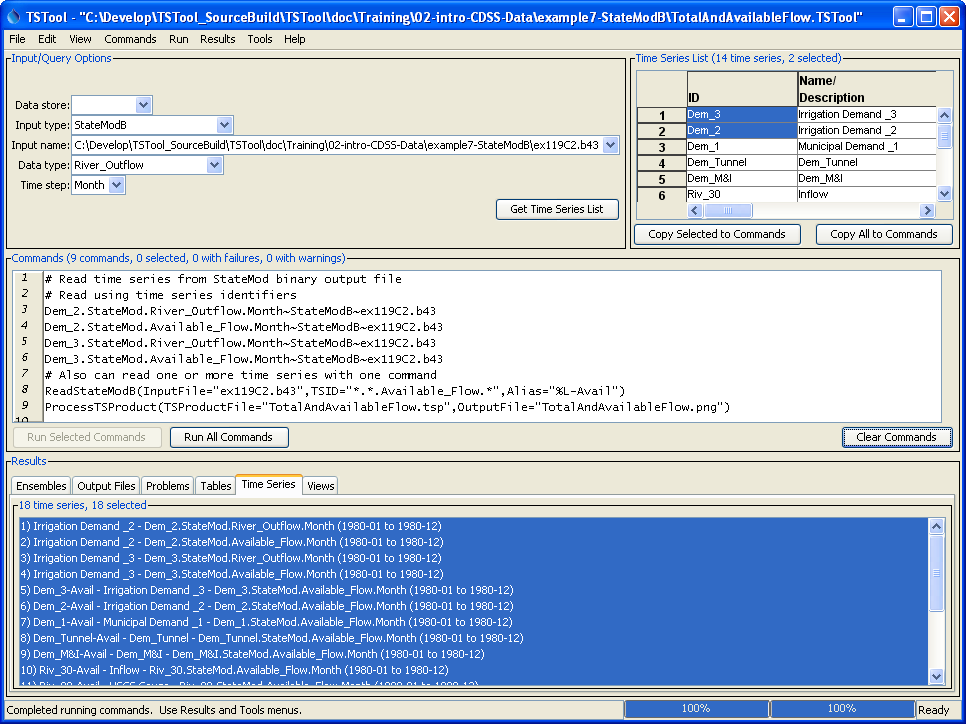 TSTool - "C:\Develop\TSTool_SourceBuild\TSTool\doc\Training\02-intro-CDSS-Data\example7-StateModB\TotalAndAvailableFlow.TSTool"
File Edit View Commands Run Results Tools Help
Input/Query Options
Data store:
Input type: StateModB
Input name: C:\Develop\TSTool_SourceBuild\TSTool\doc\Training\02-intro-CDSS-Data\example7-StateModB\ex119C2.b43
Data type: River_Outflow
Time step: Month
Get Time Series List
Time Series List (14 time series, 2 selected)
ID Name/ Description
1 Dem_3 Irrigation Demand _3
2 Dem_2 Irrigation Demand _2
3 Dem_1 Municipal Demand _1
4 Dem_Tunnel Dem_Tunnel
5 Dem_M&I Dem_M&I
6 Riv_30 Inflow
Copy Selected to Commands Copy All to Commands
Commands (9 commands, 0 selected, 0 with failures, 0 with warnings)
1 # Read time series from StateMod binary output file
2 # Read using time series identifiers
3 Dem_2.StateMod.River_Outflow.Month~StateModB~ex119C2.b43
4 Dem_2.StateMod.Available_Flow.Month~StateModB~ex119C2.b43
5 Dem_3.StateMod.River_Outflow.Month~StateModB~ex119C2.b43
6 Dem_3.StateMod.Available_Flow.Month~StateModB~ex119C2.b43
7 # Also can read one or more time series with one command
8 ReadStateModB(InputFile="ex119C2.b43",TSID="*.*.Available_Flow.*",Alias="%L-Avail")
9 ProcessTSProduct(TSProductFile="TotalAndAvailableFlow.tsp",OutputFile="TotalAndAvailableFlow.png")
10
Run Selected Commands Run All Commands Clear Commands
Results
Ensembles Output Files Problems Tables Time Series Views
18 time series, 18 selected
1) Irrigation Demand _2 - Dem_2.StateMod.River_Outflow.Month (1980-01 to 1980-12)
2) Irrigation Demand _2 - Dem_2.StateMod.Available_Flow.Month (1980-01 to 1980-12)
3) Irrigation Demand _3 - Dem_3.StateMod.River_Outflow.Month (1980-01 to 1980-12)
4) Irrigation Demand _3 - Dem_3.StateMod.Available_Flow.Month (1980-01 to 1980-12)
5) Dem_3-Avail - Irrigation Demand _3 - Dem_3.StateMod.Available_Flow.Month (1980-01 to 1980-12)
6) Dem_2-Avail - Irrigation Demand _2 - Dem_2.StateMod.Available_Flow.Month (1980-01 to 1980-12)
7) Dem_1-Avail - Municipal Demand _1 - Dem_1.StateMod.Available_Flow.Month (1980-01 to 1980-12)
8) Dem_Tunnel-Avail - Dem_Tunnel - Dem_Tunnel.StateMod.Available_Flow.Month (1980-01 to 1980-12)
9) Dem_M&I-Avail - Dem_M&I - Dem_M&I.StateMod.Available_Flow.Month (1980-01 to 1980-12)
10) Riv_30-Avail - Inflow - Riv_30.StateMod.Available_Flow.Month (1980-01 to 1980-12)
Completed running commands. Use Results and Tools menus. 100% 100% Ready